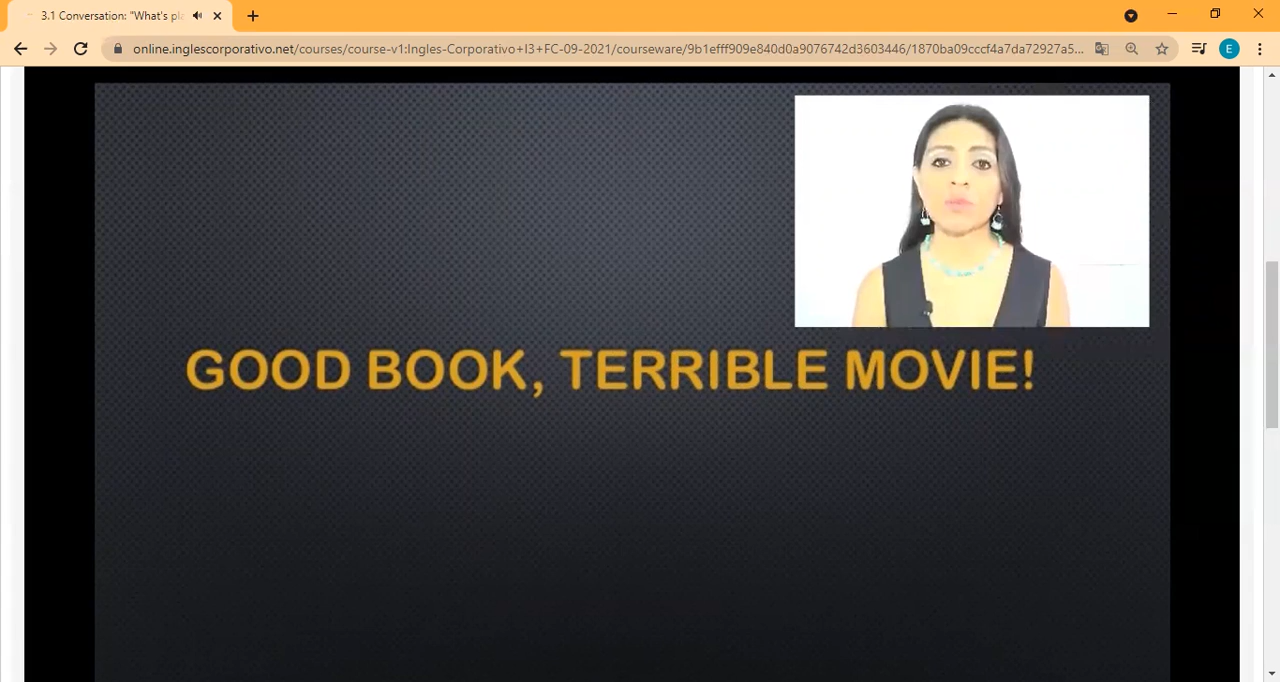 3.1 Conversation: "What's pl
online.inglescorporativo.net/courses/course-v1:Ingles-Corporativo+I3+FC-09-2021/courseware/9b1efff909e840d0a9076742d3603446/1870ba09cccf4a7da72927a5...
E
GOOD BOOK, TERRIBLE MOVIE!